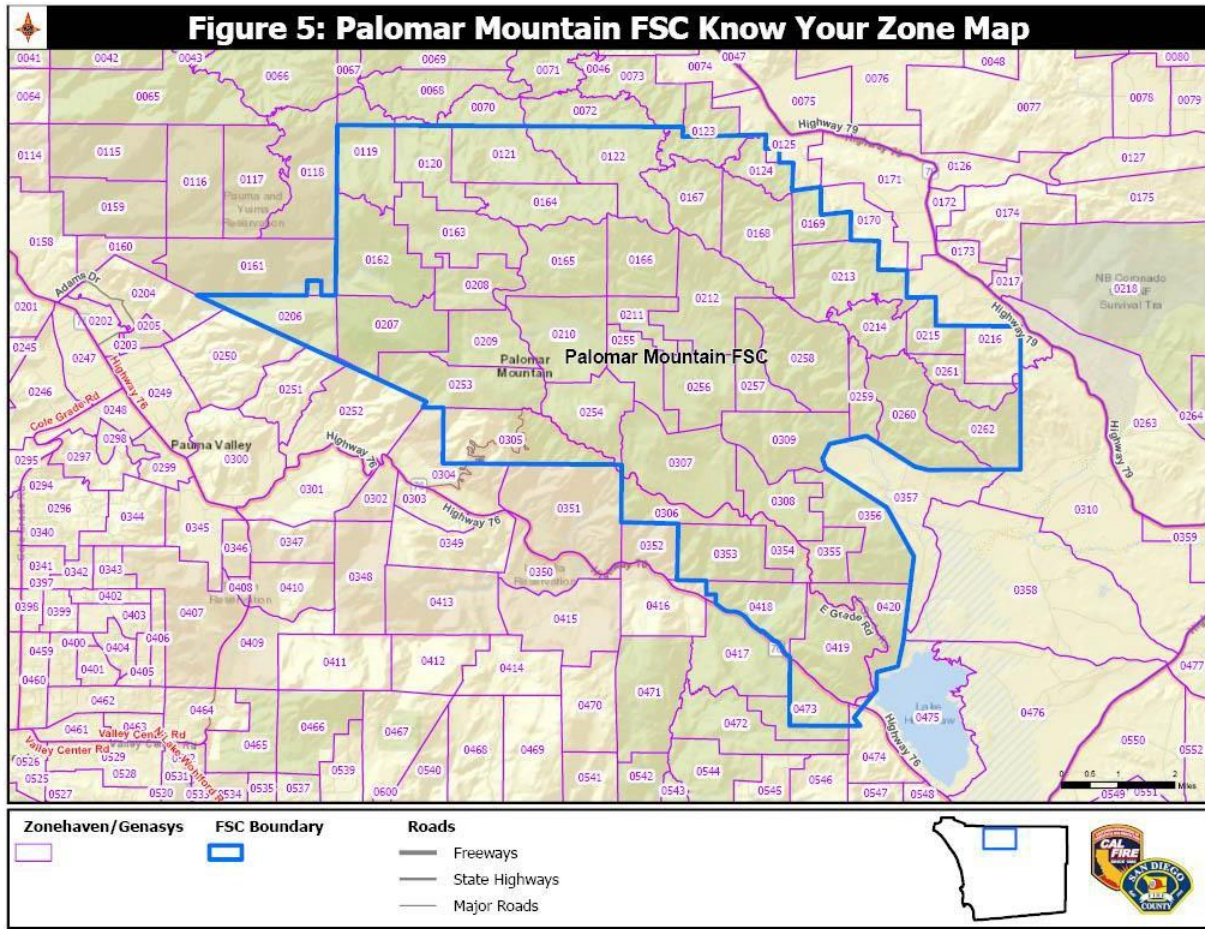 Figure 5: Palomar Mountain FSC Know Your Zone Map
0041 0042 0043 0067 0069 0071 0046 0073 0074 0047 0076 0048 0080
0064 0065 0066 0068 0070 0072 0075 0077 0078 0079
Highway 79
0114 0115 0116 0117 0118 0119 0120 0121 0122 0123 0124 0125 0126 0127
Pauma and
Yuima
Reservation
0159 0164 0167 0171 0172 0174 0175
0158 0160 0161 0162 0163 0165 0166 0168 0169 0170 0173
Adams Dr
0201 0202 0203 0204 0205 0206 0207 0208 0209 0210 0211 0212 0213 0214 0215 0216 0217 0218
NB Coronado
Highway 79
0245 0246 0247 0248 0249 0250 0251 0252 0253 0254 0255 0256 0257 0258 0259 0260 0261 0262 0263 0264
Palomar
Mountain
Palomar Mountain FSC
Highway 76
Cole Grade Rd
Pauma Valley
Highway 76
Highway 79
0295 0297 0298 0299 0300 0301 0302 0303 0304 0305 0306 0307 0308 0309 0310
0294 0296 0340 0344 0345 0346 0347 0348 0349 0350 0351 0352 0353 0354 0355 0356 0357 0358 0359
Highway 76
Reservation
0341 0342 0343 0397 0398 0399 0402 0403 0407 0408 0409 0410 0411 0412 0413 0414 0415 0416 0417 0418 0419 0420
Reservation
E Grade Rd
0400 0401 0404 0405 0406 0459 0460 0461 0462 0463 0464 0465 0466 0467 0468 0469 0470 0471 0472 0473 0474 0475 0476 0477
Highway 76
Valley Center Rd
Valley Center Rd
0526 0525 0527 0528 0529 0530 0531 0533 0534 0535 0537 0539 0540 0600 0541 0542 0543 0544 0546 0547 0548 0549 0550 0551 0552
0 0.5 1 2
Miles
Zonehaven/Genasys
FSC Boundary
Roads
Freeways
State Highways
Major Roads
CAL
FIRE
SAN DIEGO
COUNTY